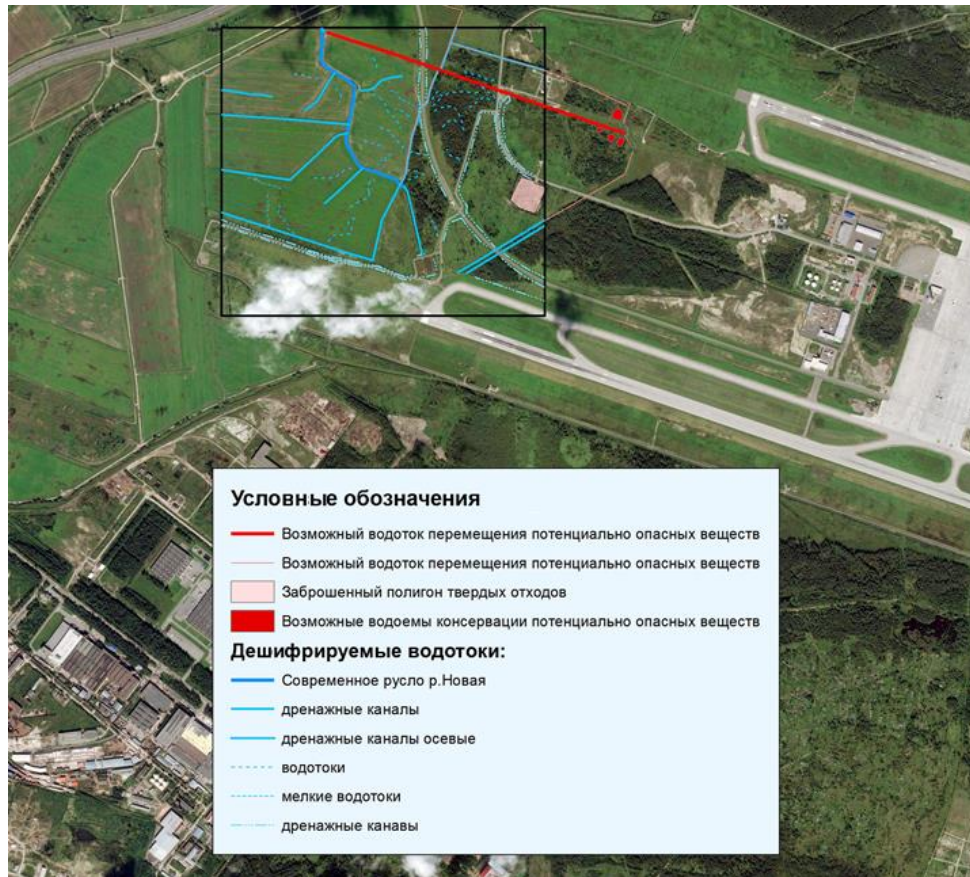 Условные обозначения
Возможный водоток перемещения потенциально опасных веществ
Возможный водоток перемещения потенциально опасных веществ
Заброшенный полигон твердых отходов
Возможные водоемы консервации потенциально опасных веществ
Дешифрируемые водотоки:
Современное русло р.Новая
дренажные каналы
дренажные каналы осевые
водотоки
мелкие водотоки
дренажные канавы